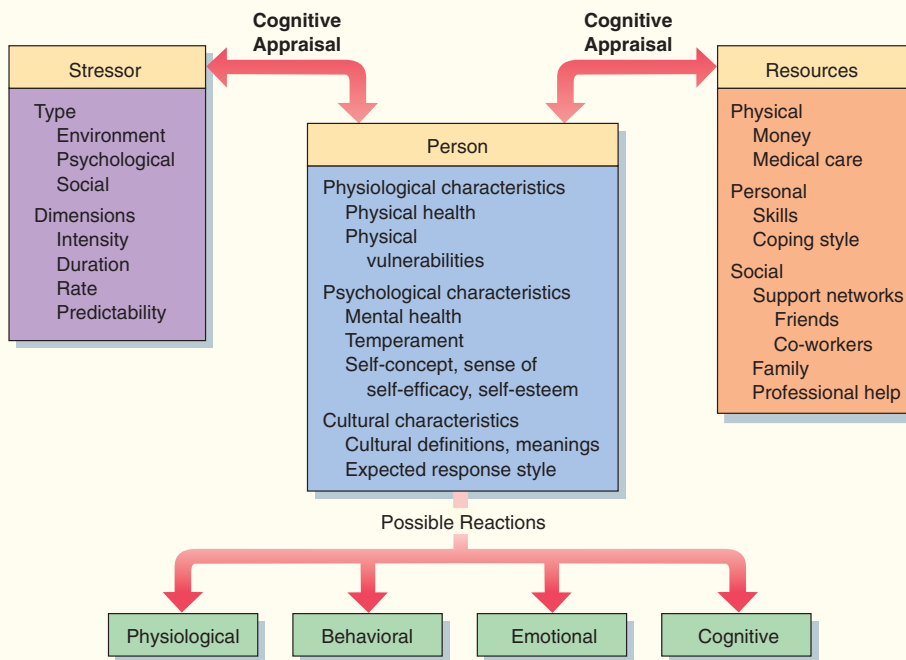 Cognitive
Appraisal
Cognitive
Appraisal
Stressor
Type
Environment
Psychological
Social
Dimensions
Intensity
Duration
Rate
Predictability
Person
Physiological characteristics
Physical health
Physical
vulnerabilities
Psychological characteristics
Mental health
Temperament
Self-concept, sense of
self-efficacy, self-esteem
Cultural characteristics
Cultural definitions, meanings
Expected response style
Resources
Physical
Money
Medical care
Personal
Skills
Coping style
Social
Support networks
Friends
Co-workers
Family
Professional help
Possible Reactions
Physiological
Behavioral
Emotional
Cognitive